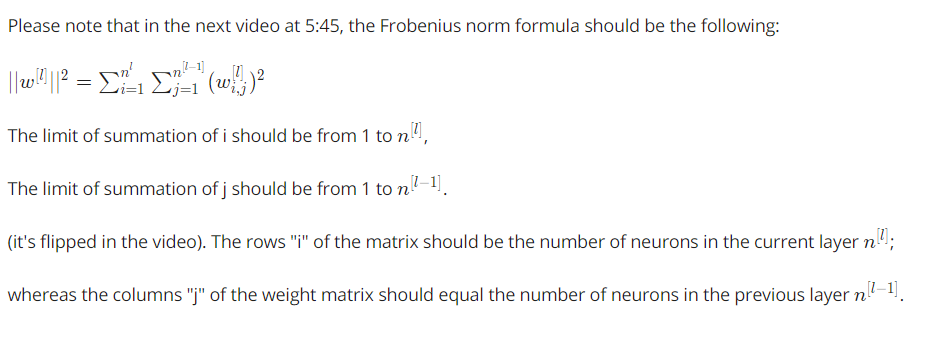 Please note that in the next video at 5:45, the Frobenius norm formula should be the following:
||w^{[l]}||^2 = \sum_{i=1}^{n^l} \sum_{j=1}^{n^{[l-1]}} (w_{i,j}^{[l]})^2
The limit of summation of i should be from 1 to n^{[l]},
The limit of summation of j should be from 1 to n^{[l-1]}.
(it's flipped in the video). The rows "i" of the matrix should be the number of neurons in the current layer n^{[l]};
whereas the columns "j" of the weight matrix should equal the number of neurons in the previous layer n^{[l-1]}.